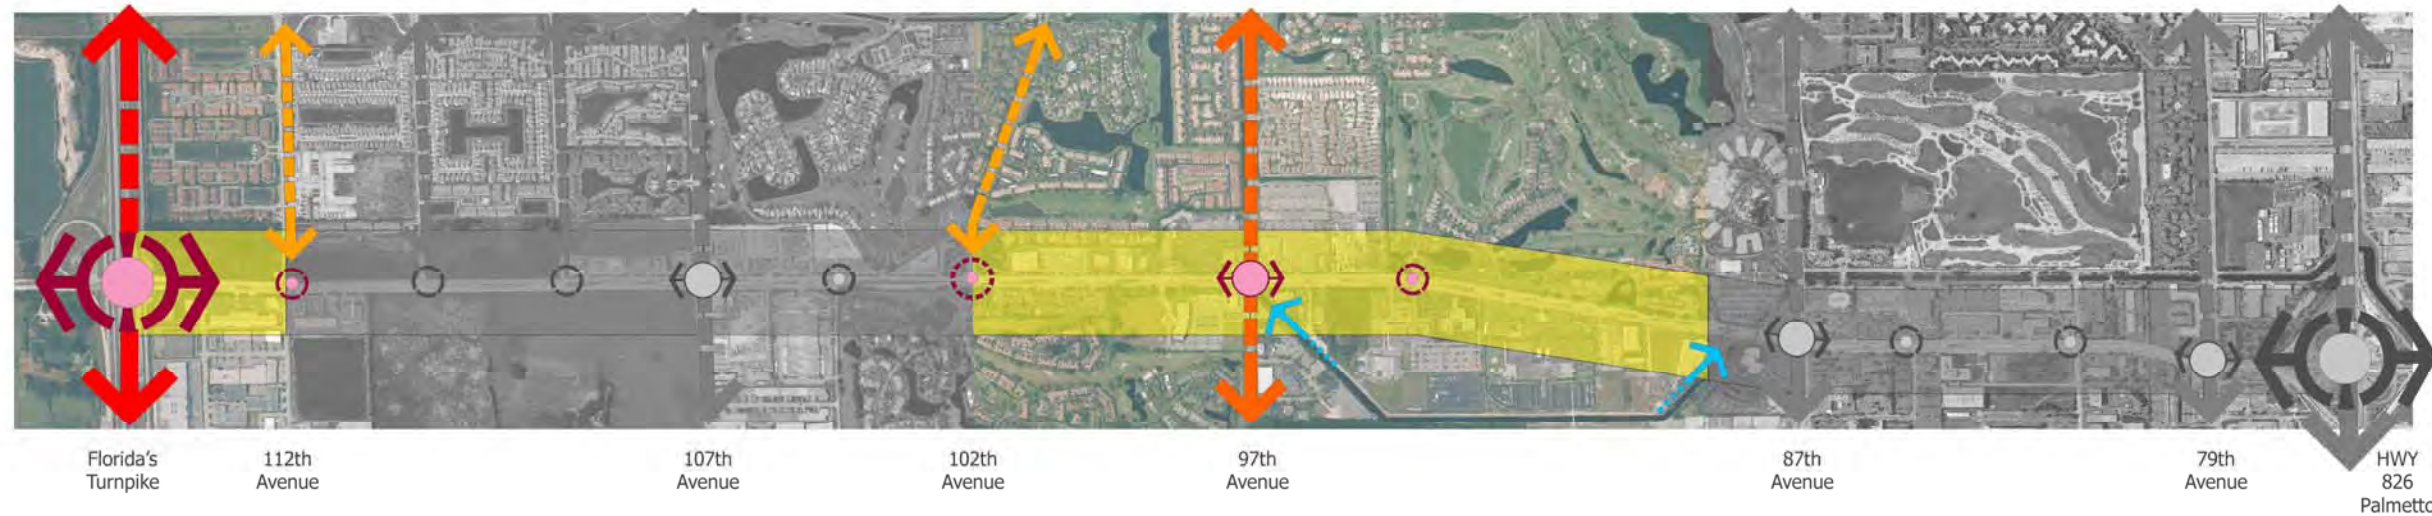 Florida's
Turnpike
112th
Avenue
107th
Avenue
102th
Avenue
97th
Avenue
87th
Avenue
79th
Avenue
HWY
826
Palmetto